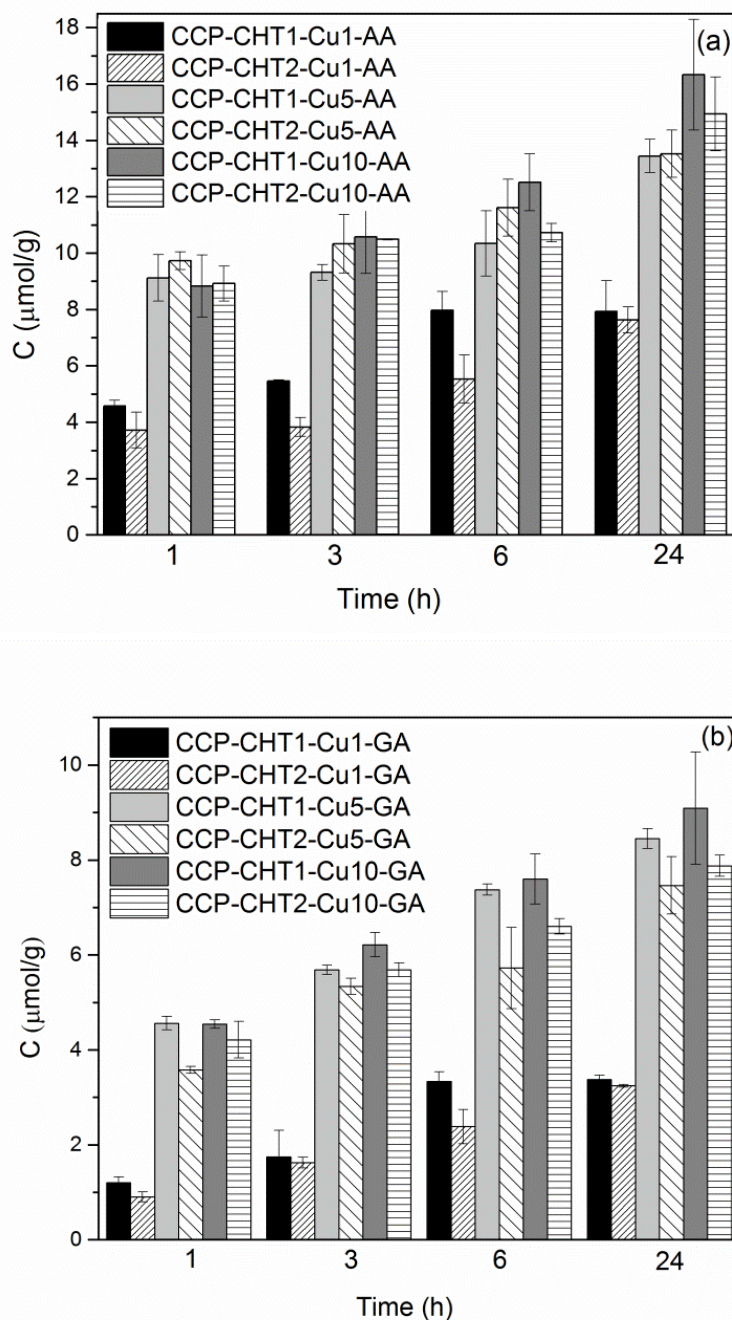 (a)
CCP-CHT1-Cu1-AA
CCP-CHT2-Cu1-AA
CCP-CHT1-Cu5-AA
CCP-CHT2-Cu5-AA
CCP-CHT1-Cu10-AA
CCP-CHT2-Cu10-AA
18
16
14
12
10
8
6
4
2
0
C (μmol/g)
1 3 6 24
Time (h)
(b)
CCP-CHT1-Cu1-GA
CCP-CHT2-Cu1-GA
CCP-CHT1-Cu5-GA
CCP-CHT2-Cu5-GA
CCP-CHT1-Cu10-GA
CCP-CHT2-Cu10-GA
10
8
6
4
2
0
C (μmol/g)
1 3 6 24
Time (h)